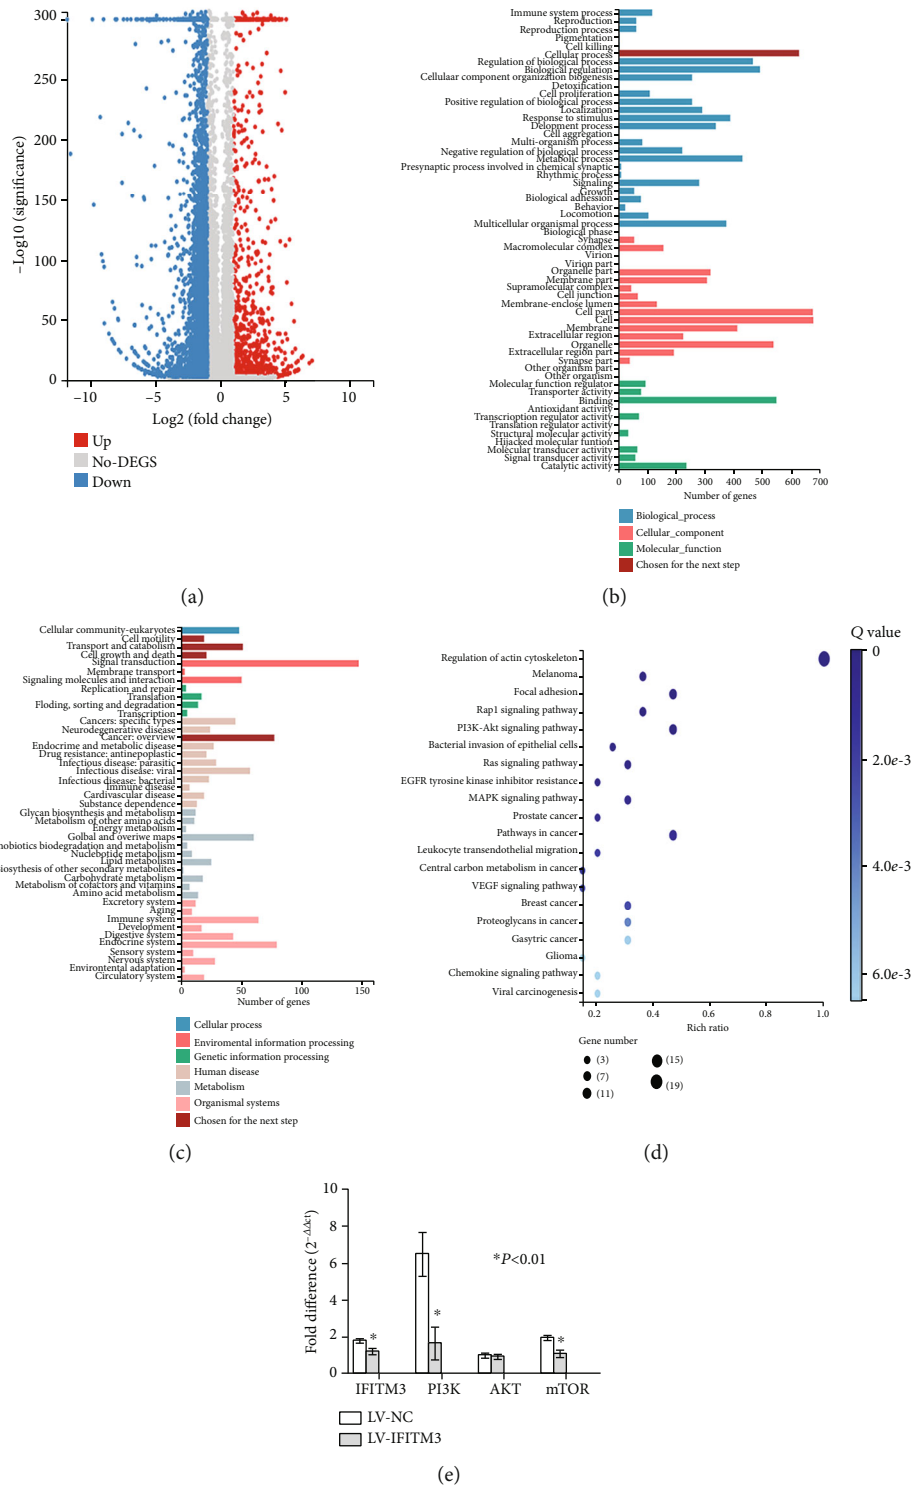 300
250
200
150
100
50
0
−Log10 (significance)
−10
−5
0
5
10
Log2 (fold change)
Up
No-DEGS
Down
(a)
Immune system process
Reproduction
Reproduction process
Pigmentation
Cell killing
Cellular process
Regulation of biological process
Biological regulation
Cellulaar component organization biogenesis
Detoxification
Cell proliferation
Positive regulation of biological process
Localization
Response to stimulus
Delopment process
Cell aggregation
Multi-organism process
Negative regulation of biological process
Metabolic process
Presynaptic process involved in chemical synaptic
Rhythmic process
Signaling
Growth
Biological adhession
Behavior
Locomotion
Multicellular organismal process
Biological phase
Synapse
Macromolecular complex
Virion
Virion part
Organelle part
Membrane part
Supramolecular complex
Cell junction
Membrane-enclose lumen
Cell part
Cell
Membrane
Extracellular region
Organelle
Extracellular region part
Synapse part
Other organism part
Other organism
Molecular function regulator
Transporter activity
Binding
Antioxidant activity
Transcrioption regulator activity
Translation regulator activity
Structural molecular activity
Hijacked molecular funtion
Molecular transducer activity
Signal transducer activity
Catalytic activity
0 100 200 300 400 500 600 700
Number of genes
Biological_process
Cellular_component
Molecular_function
Chosen for the next step
(b)
Cellular community-eukaryotes
Cell motility
Transport and catabolism
Cell growth and death
Signal transduction
Membrane transport
Signaling molecules and interaction
Replication and repair
Translation
Floding, sorting and degradation
Transcription
Cancers: specific types
Neurodegenerative disease
Cancer: overview
Endocrime and metabolic disease
Drug resistance: antineplastic
Infectious disease: parasitic
Infectious disease: viral
Infectious disease: bacterial
Immune disease
Cardiovascular disease
Substance dependence
Glycan biosynthesis and metabolism
Metabolism of other amino acids
Energy metabolism
Golbal and overiwe maps
nobiotics biodegradation and metabolism
Nucleotide metabolism
Lipid metabolism
iosythesis of other secondary metabolites
Carbohydrate metabolism
Metabolism of cofactors and vitamins
Amino acid metabolism
Excretory system
Aging
Immune system
Development
Digestive system
Endocrine system
Sensory system
Nervous system
Environtental adaptation
Circulatory system
0 50 100 150
Number of genes
Cellular process
Enviromental information processing
Genetic information processing
Human disease
Metabolism
Organismal systems
Chosen for the next step
(c)
Regulation of actin cytoskeleton
Melanoma
Focal adhesion
Rap1 signaling pathway
PI3K-Akt signaling pathway
Bacterial invasion of epithelial cells
Ras signaling pathway
EGFR tyrosine kinase inhibitor resistance
MAPK signaling pathway
Prostate cancer
Pathways in cancer
Leukocyte transendothelial migration
Central carbon metabolism in cancer
VEGF signaling pathway
Breast cancer
Proteoglycans in cancer
Gasytric cancer
Glioma
Chemokine signaling pathway
Viral carcinogenesis
0.2 0.4 0.6 0.8 1.0
Rich ratio
Gene number
(3)
(7)
(11)
(15)
(19)
Q value
0
2.0e-3
4.0e-3
6.0e-3
(d)
10
8
6
4
2
0
Fold difference (2−ΔΔct)
*P<0.01
*
*
*
IFITM3 PI3K AKT mTOR
LV-NC
LV-IFITM3
(e)